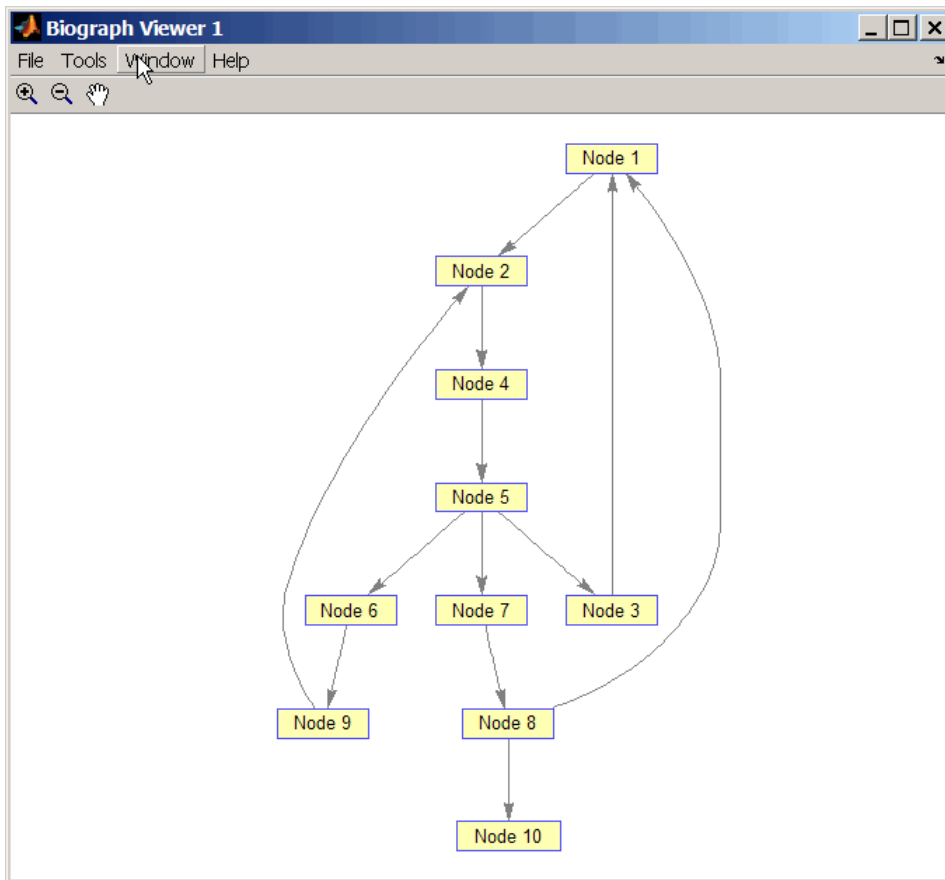 Biograph Viewer 1
File Tools Window Help
Node 1
Node 2
Node 4
Node 5
Node 6 Node 7 Node 3
Node 9 Node 8
Node 10